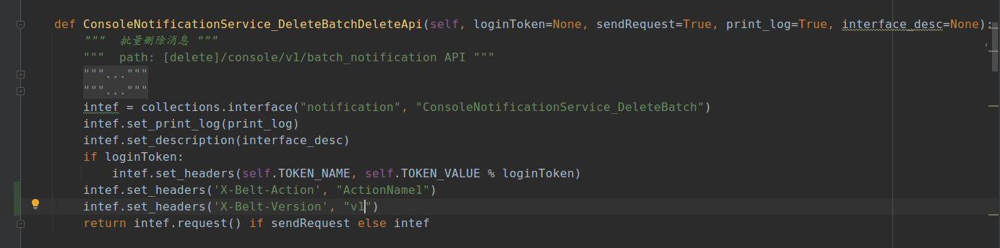 def ConsoleNotificationService_DeleteBatchDeleteApi(self, loginToken=None, sendRequest=True, print_log=True, interface_desc=None):
""" 批量删除消息 """
""" path: [delete]/console/v1/batch_notification API """
"""..."""
"""..."""
intef = collections.interface("notification", "ConsoleNotificationService_DeleteBatch")
intef.set_print_log(print_log)
intef.set_description(interface_desc)
if loginToken:
intef.set_headers(self.TOKEN_NAME, self.TOKEN_VALUE % loginToken)
intef.set_headers('X-Belt-Action', "ActionName1")
intef.set_headers('X-Belt-Version', "v1")
return intef.request() if sendRequest else intef